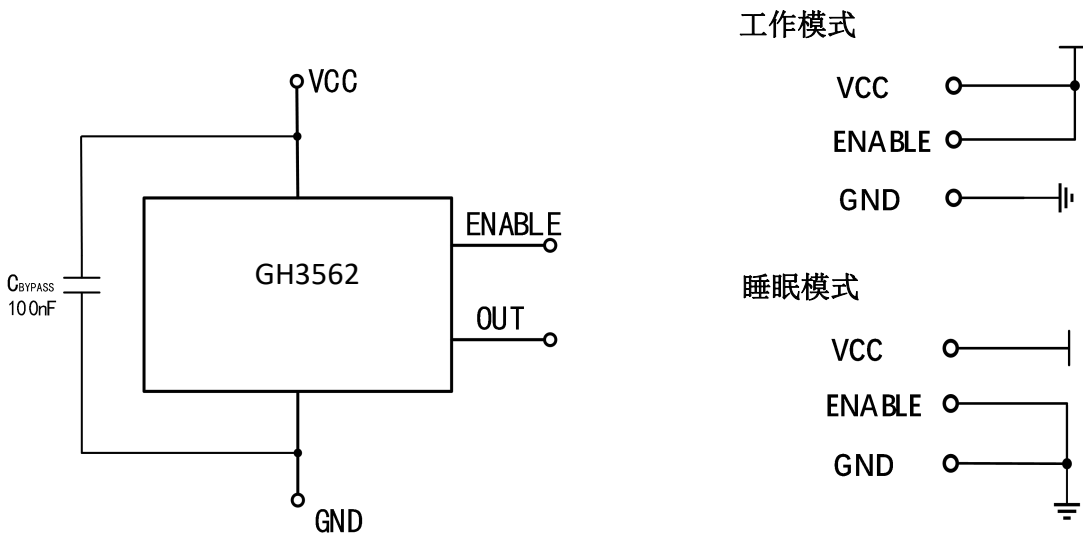 VCC
ENABLE
GH3562
CBYPASS
100nF
OUT
GND
工作模式
VCC
ENABLE
GND
睡眠模式
VCC
ENABLE
GND